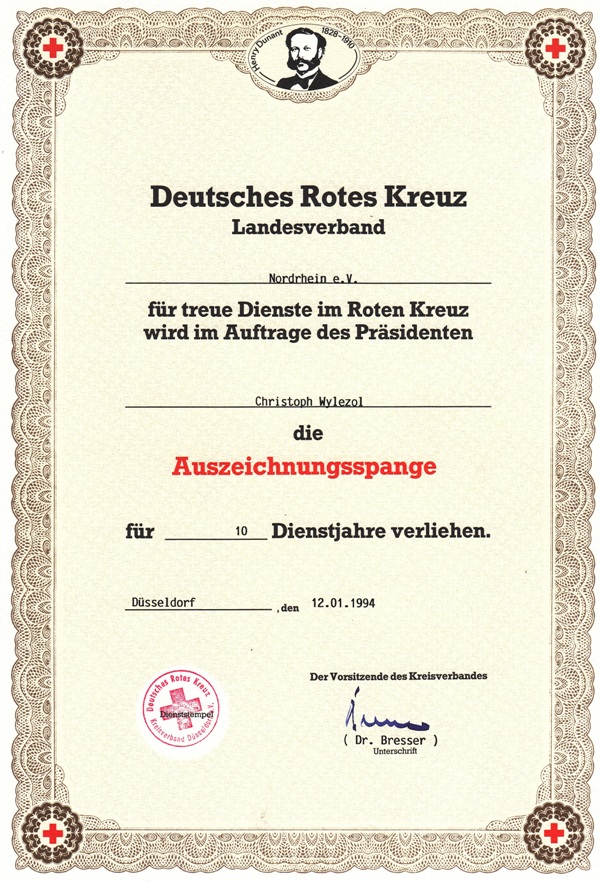 Henry Dunant 1828-1910
Deutsches Rotes Kreuz
Landesverband
Nordrhein e.V.
für treue Dienste im Roten Kreuz
wird im Auftrage des Präsidenten
Christoph Wylezol
die
Auszeichnungsspange
für 10 Dienstjahre verliehen.
Düsseldorf , den 12.01.1994
Der Vorsitzende des Kreisverbandes
Deutsches Rotes Kreuz
Dienststempel
Kreisverband Düsseldorf
( Dr. Bresser )
Unterschrift